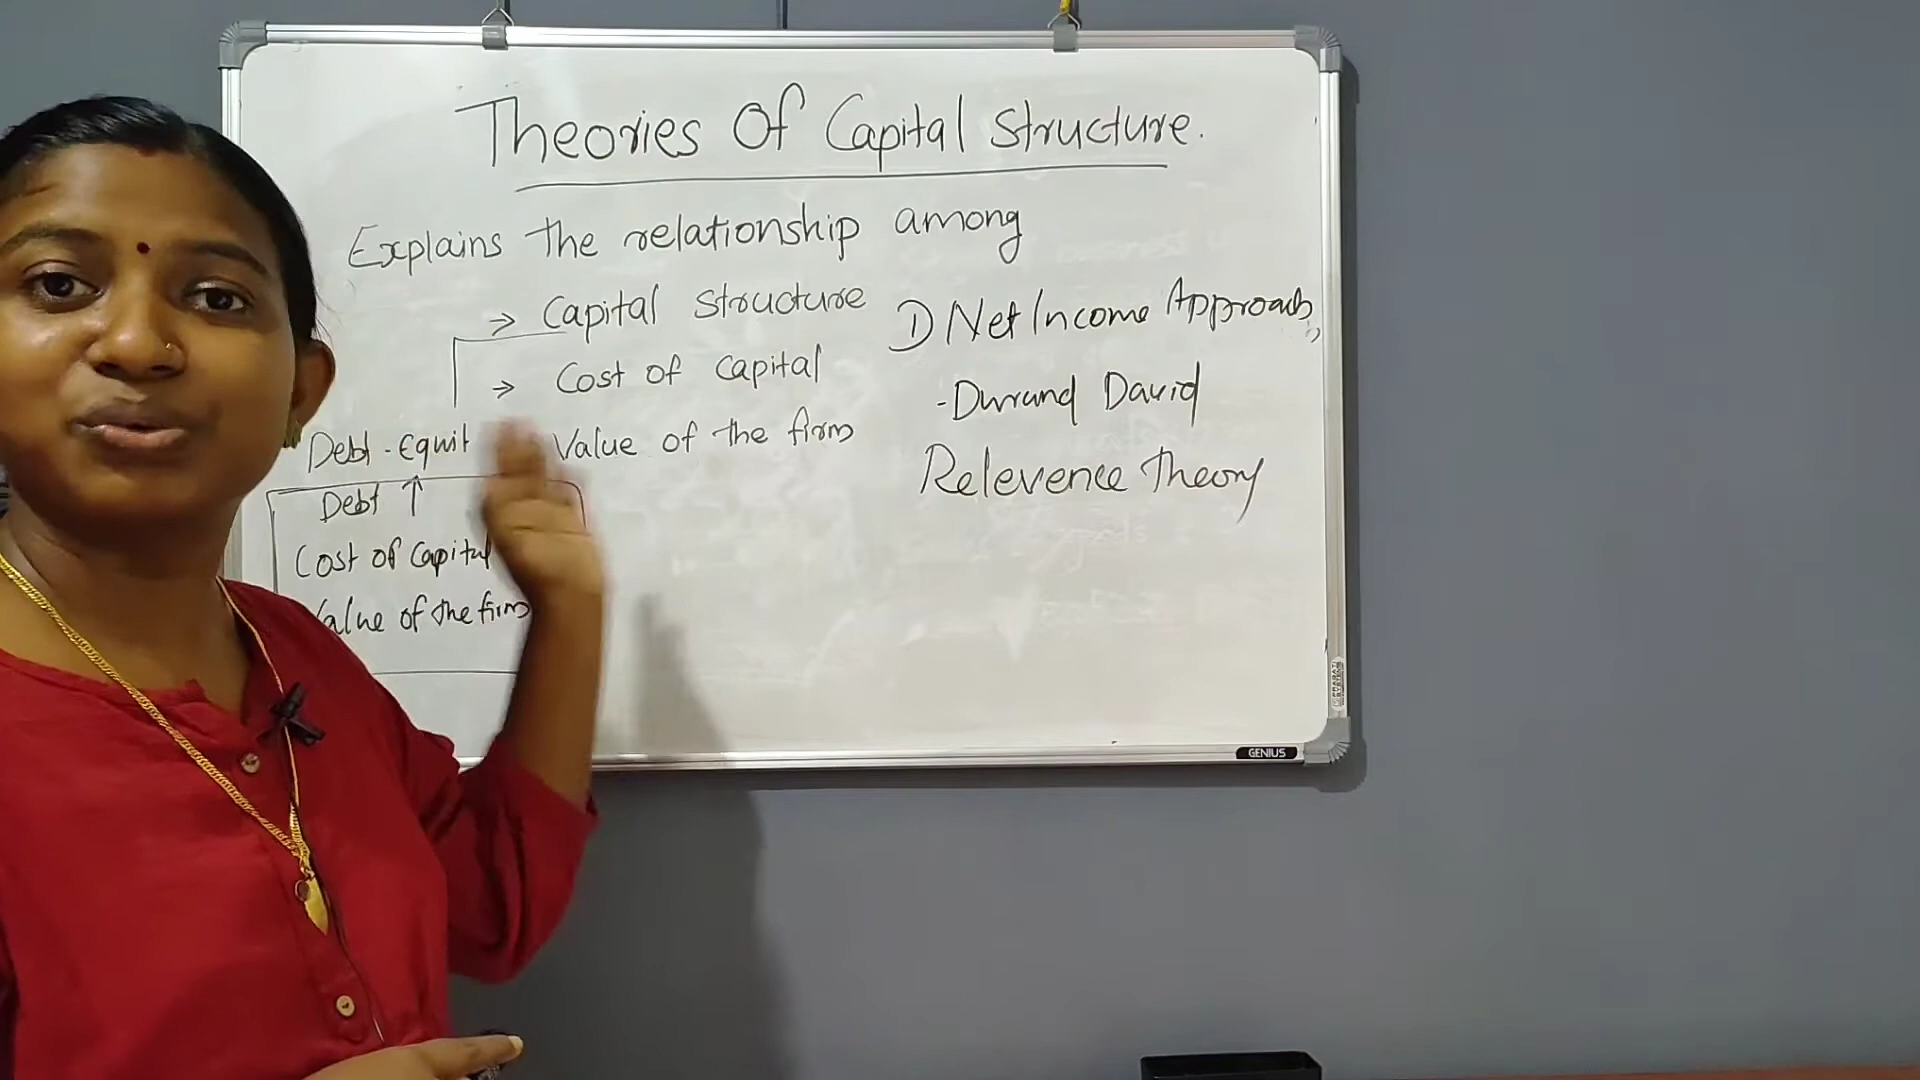 Theories Of Capital Structure.
Explains the relationship among
→ Capital Structure
→ Cost of Capital
Value of the firm
Debt - Equit
Debt ↑
Cost of Capital
Value of the firm
1) Net Income Approach,
- Durand David
Relevence Theory
GENIUS